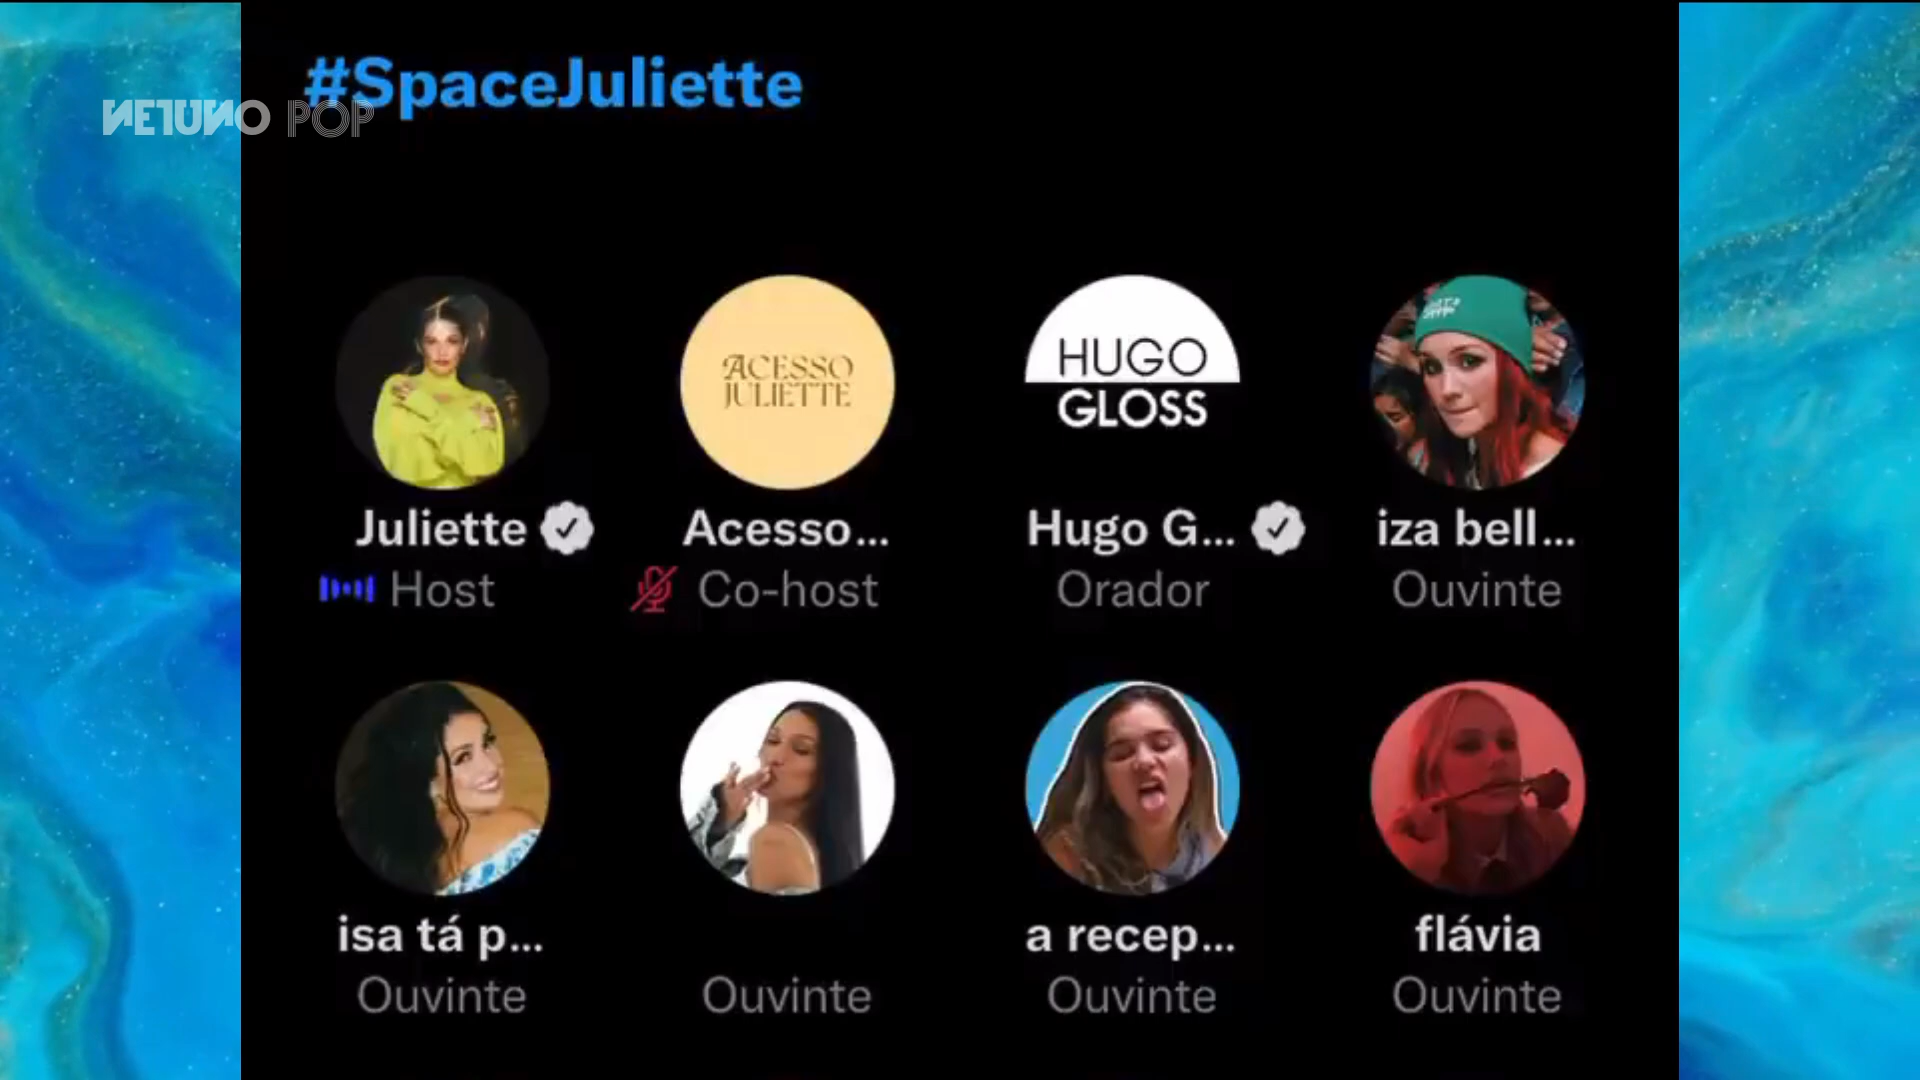 #SpaceJuliette
NETUNO POP
ACESSO
JULIETTE
HUGO
GLOSS
Juliette
Acesso...
Hugo G...
iza bell...
Host
Co-host
Orador
Ouvinte
isa tá p...
a recep...
flávia
Ouvinte
Ouvinte
Ouvinte
Ouvinte